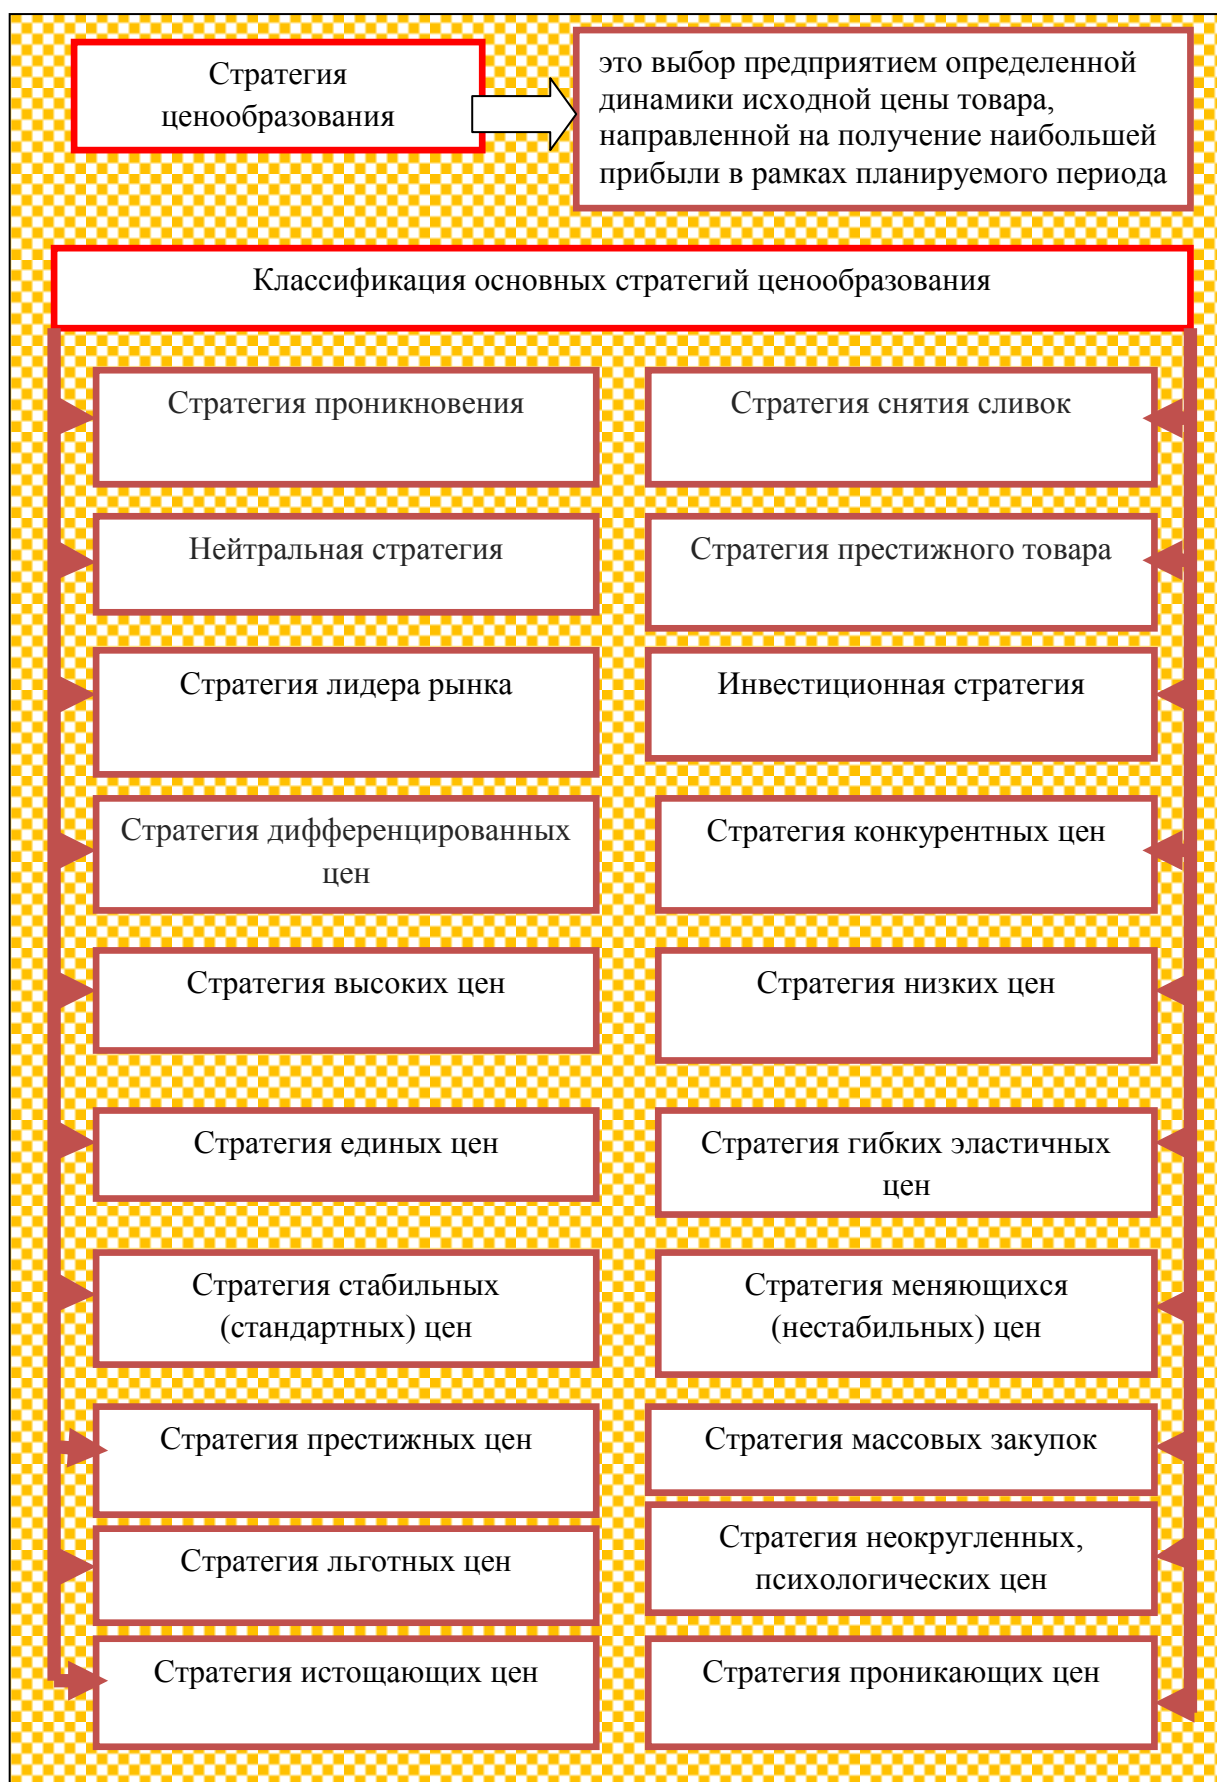 Стратегия
ценообразования
это выбор предприятием определенной
динамики исходной цены товара,
направленной на получение наибольшей
прибыли в рамках планируемого периода
Классификация основных стратегий ценообразования
Стратегия проникновения
Стратегия снятия сливок
Нейтральная стратегия
Стратегия престижного товара
Стратегия лидера рынка
Инвестиционная стратегия
Стратегия дифференцированных
цен
Стратегия конкурентных цен
Стратегия высоких цен
Стратегия низких цен
Стратегия единых цен
Стратегия гибких эластичных
цен
Стратегия стабильных
(стандартных) цен
Стратегия меняющихся
(нестабильных) цен
Стратегия престижных цен
Стратегия массовых закупок
Стратегия льготных цен
Стратегия неокругленных,
психологических цен
Стратегия истощающих цен
Стратегия проникающих цен